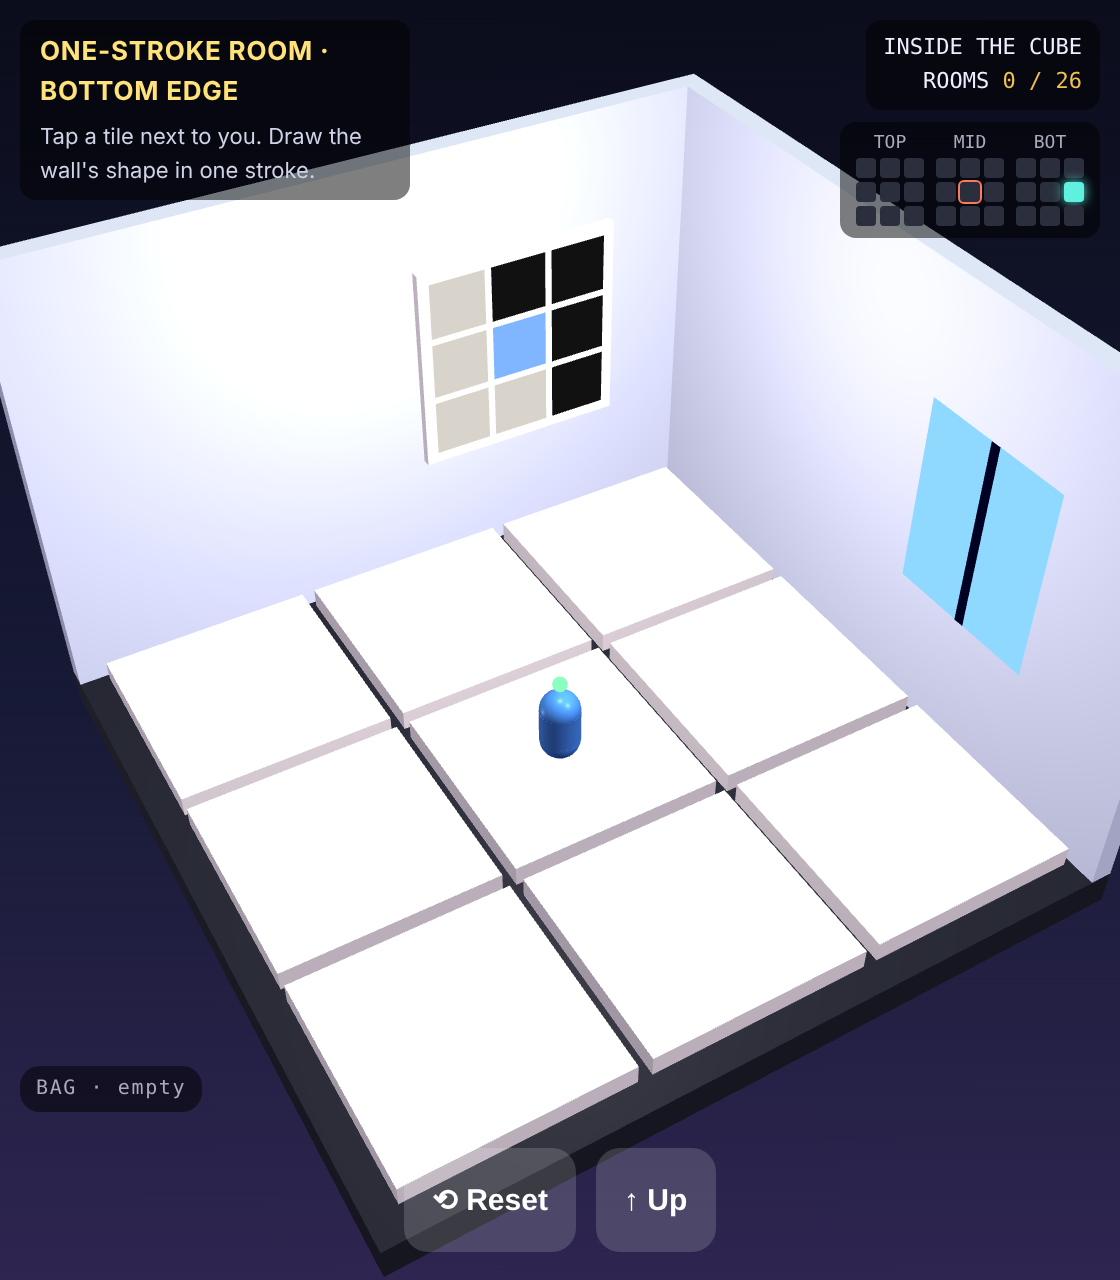 ONE-STROKE ROOM ·
BOTTOM EDGE
Tap a tile next to you. Draw the
wall's shape in one stroke.
INSIDE THE CUBE
ROOMS 0 / 26
TOP MID BOT
BAG · empty
⟲ Reset
↑ Up